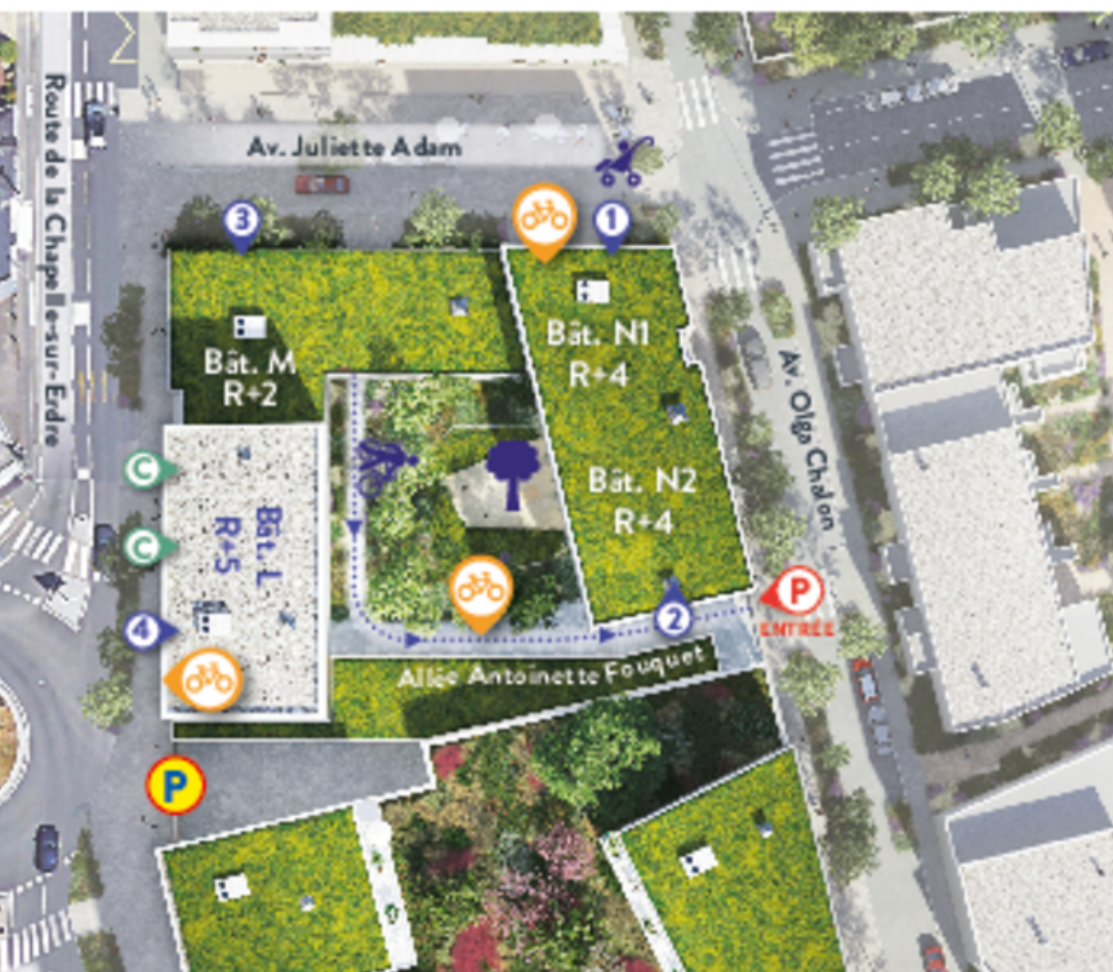 Route de la Chapelle-sur-Erdre
Av. Juliette Adam
3
1
Bât. N1
R+4
Bât. M
R+2
Av. Olga Chalon
C
C
Bât. N2
R+4
Bât. L
R+5
P
ENTRÉE
2
4
Allée Antoinette Fouquet
P